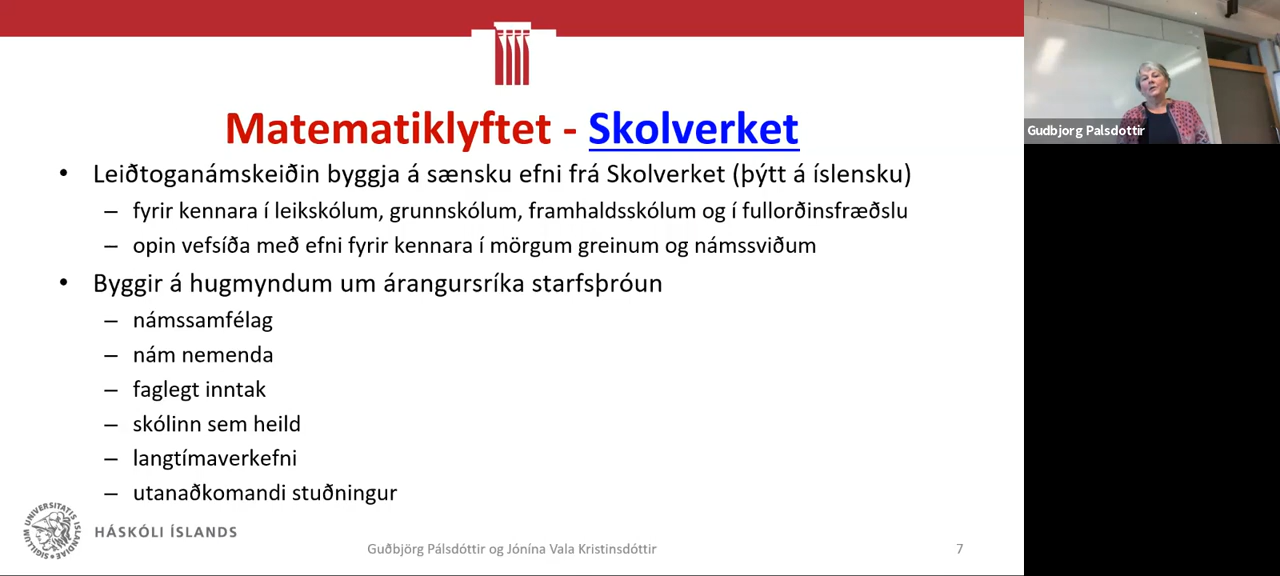 Matematiklyftet - Skolverket
• Leiðtoganámskeiðin byggja á sænsku efni frá Skolverket (þýtt á íslensku)
– fyrir kennara í leikskólum, grunnskólum, framhaldsskólum og í fullorðinsfræðslu
– opin vefsíða með efni fyrir kennara í mörgum greinum og námssviðum
• Byggir á hugmyndum um árangursríka starfsþróun
– námssamfélag
– nám nemenda
– faglegt inntak
– skólinn sem heild
– langtímaverkefni
– utanaðkomandi stuðningur
HÁSKÓLI ÍSLANDS
Guðbjörg Pálsdóttir og Jónína Vala Kristinsdóttir
7
Gudbjorg Palsdottir